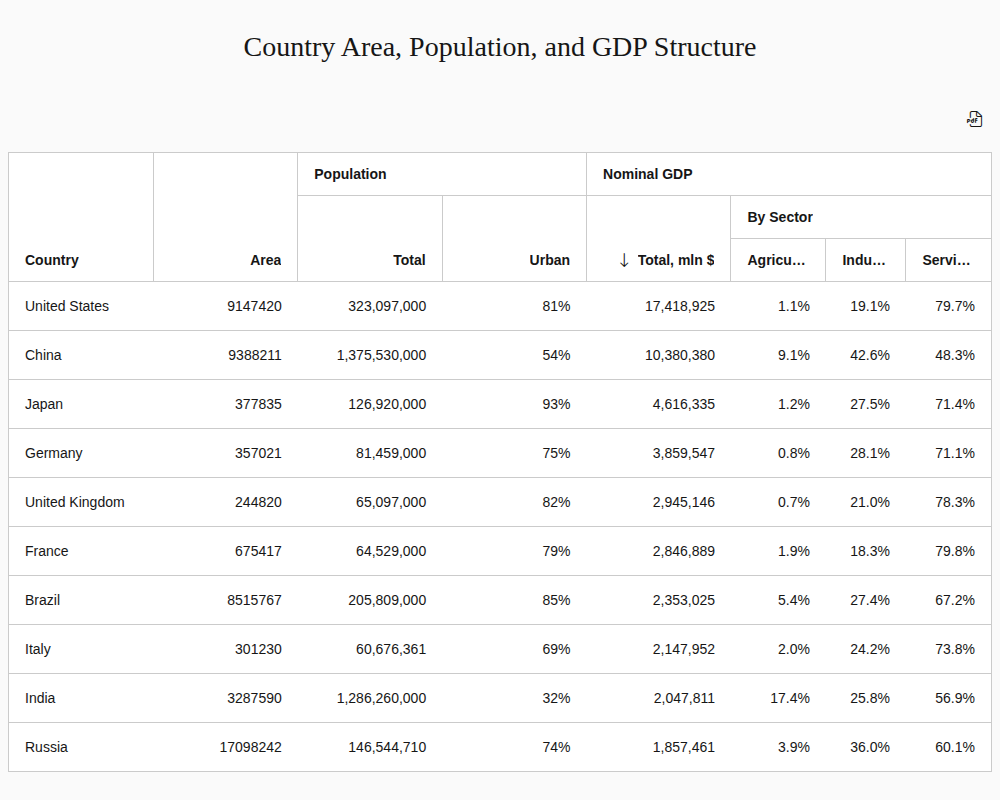 Country Area, Population, and GDP Structure
PDF
Population Nominal GDP
By Sector
Country Area Total Urban ↓ Total, mln $ Agricu… Indu… Servi…
United States 9147420 323,097,000 81% 17,418,925 1.1% 19.1% 79.7%
China 9388211 1,375,530,000 54% 10,380,380 9.1% 42.6% 48.3%
Japan 377835 126,920,000 93% 4,616,335 1.2% 27.5% 71.4%
Germany 357021 81,459,000 75% 3,859,547 0.8% 28.1% 71.1%
United Kingdom 244820 65,097,000 82% 2,945,146 0.7% 21.0% 78.3%
France 675417 64,529,000 79% 2,846,889 1.9% 18.3% 79.8%
Brazil 8515767 205,809,000 85% 2,353,025 5.4% 27.4% 67.2%
Italy 301230 60,676,361 69% 2,147,952 2.0% 24.2% 73.8%
India 3287590 1,286,260,000 32% 2,047,811 17.4% 25.8% 56.9%
Russia 17098242 146,544,710 74% 1,857,461 3.9% 36.0% 60.1%